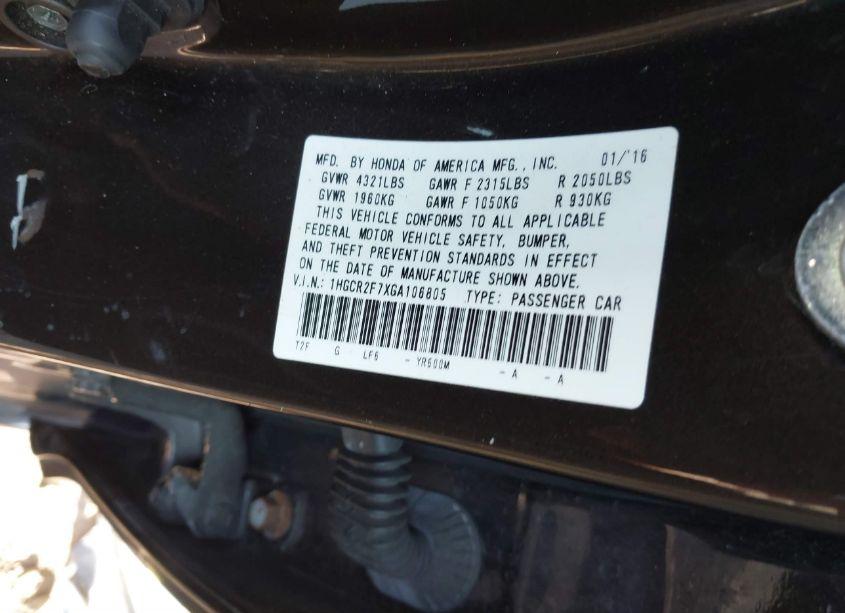 MFD. BY HONDA OF AMERICA MFG., INC. 01/'16
GVWR 4321LBS GAWR F 2315LBS R 2050LBS
GVWR 1960KG GAWR F 1050KG R 930KG
THIS VEHICLE CONFORMS TO ALL APPLICABLE
FEDERAL MOTOR VEHICLE SAFETY, BUMPER,
AND THEFT PREVENTION STANDARDS IN EFFECT
ON THE DATE OF MANUFACTURE SHOWN ABOVE.
V.I.N.: 1HGCR2F7XGA106805 TYPE: PASSENGER CAR
T2F G LF6 - YR600M - A - A